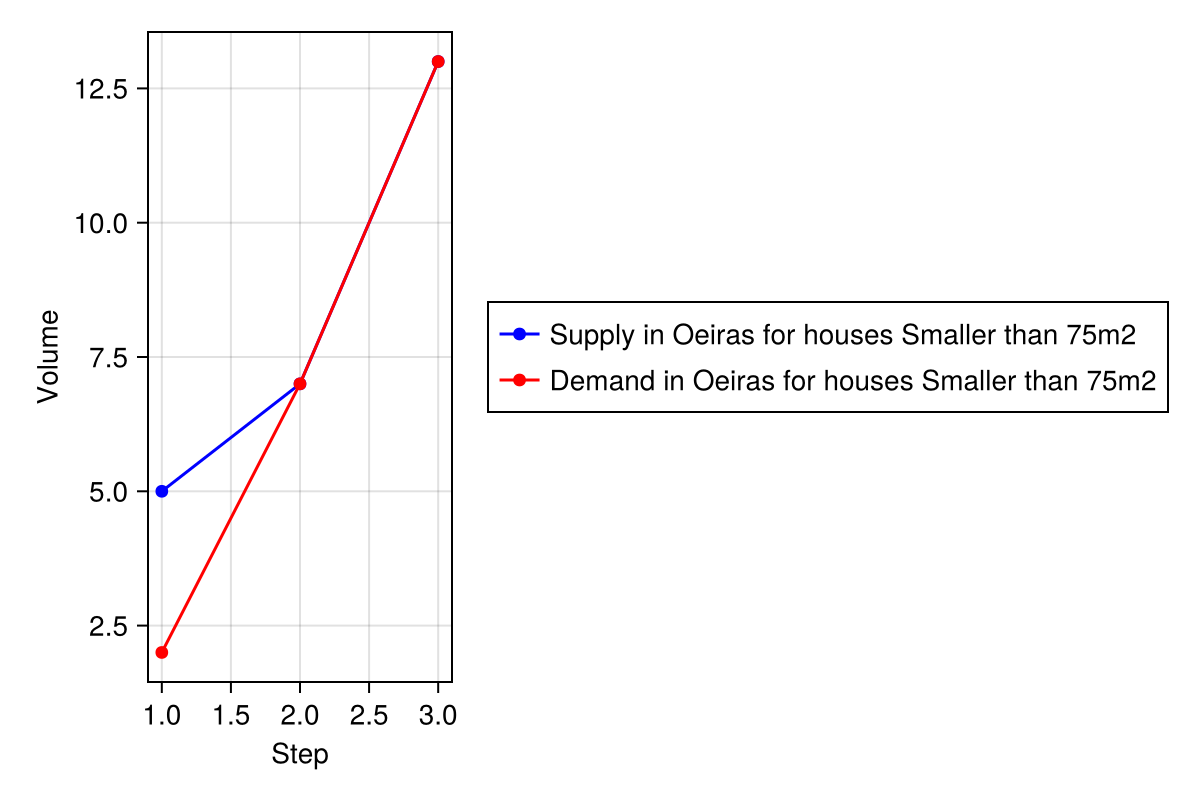 12.5
10.0
7.5
5.0
2.5
Volume
1.0 1.5 2.0 2.5 3.0
Step
Supply in Oeiras for houses Smaller than 75m2
Demand in Oeiras for houses Smaller than 75m2